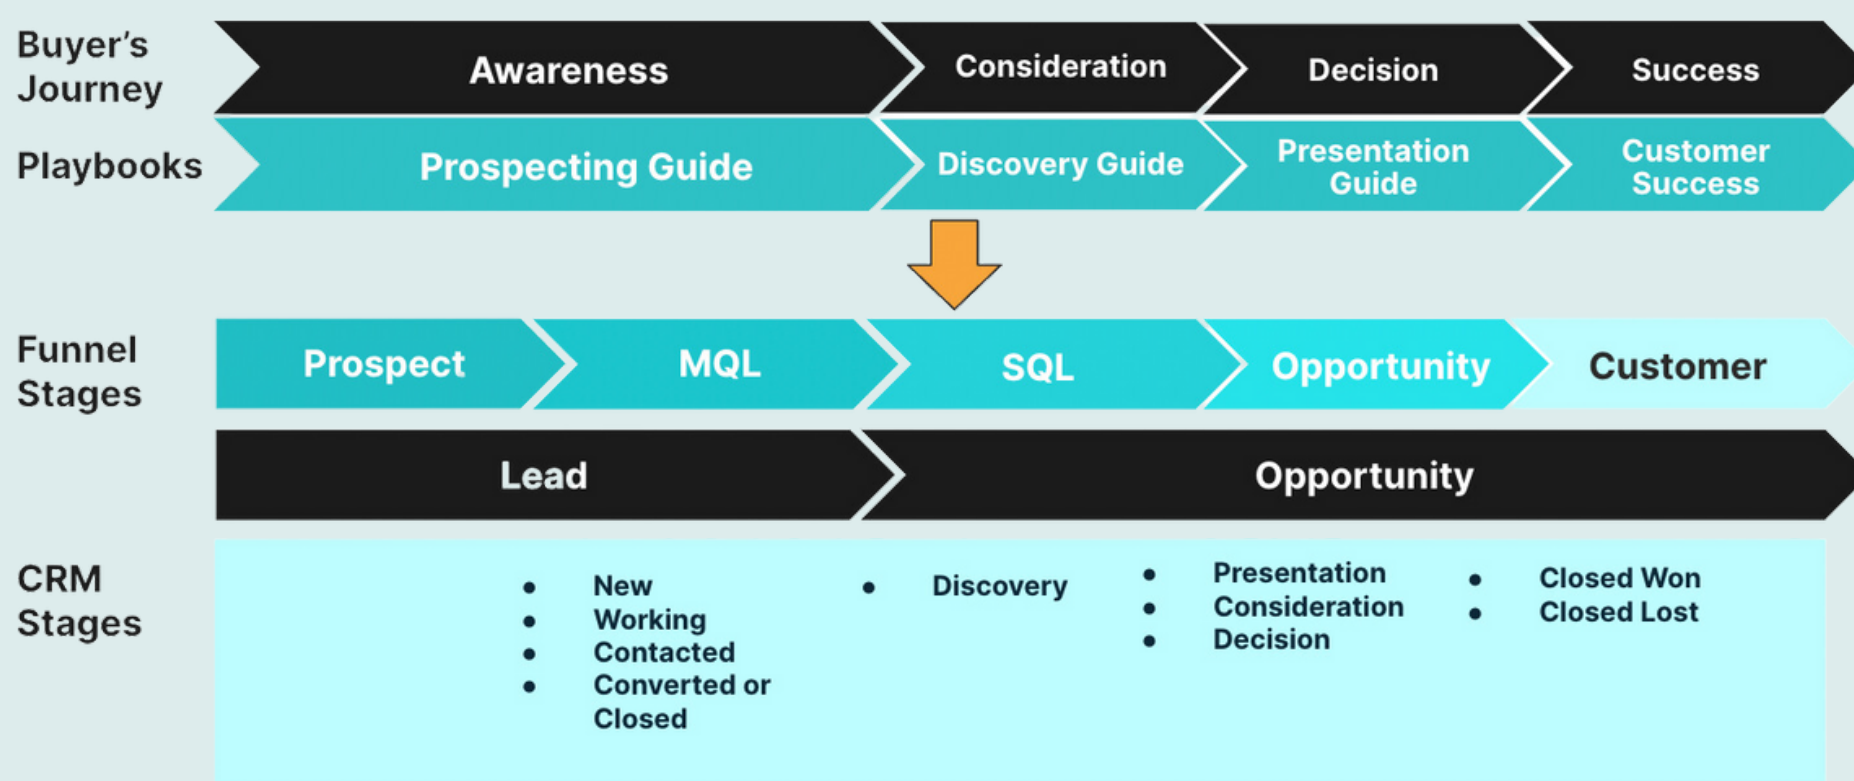 Buyer's
Journey
Awareness
Consideration
Decision
Success
Playbooks
Prospecting Guide
Discovery Guide
Presentation
Guide
Customer
Success
Funnel
Stages
Prospect
MQL
SQL
Opportunity
Customer
Lead
Opportunity
CRM
Stages
• New
• Working
• Contacted
• Converted or
Closed
• Discovery
• Presentation
• Consideration
• Decision
• Closed Won
• Closed Lost